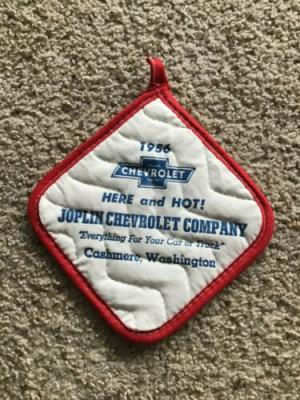 1956
CHEVROLET
HERE and HOT!
JOPLIN CHEVROLET COMPANY
"Everything For Your Car or Truck"
Cashmere, Washington